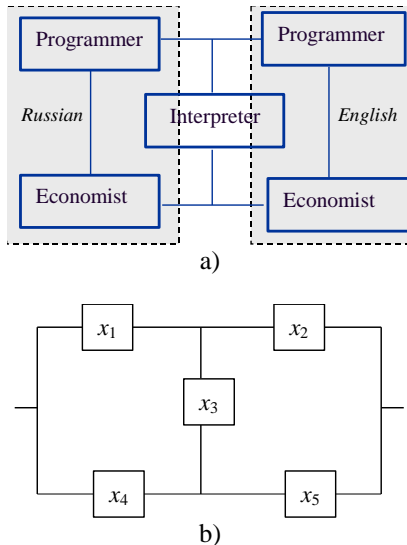 Programmer
Programmer
Russian
Interpreter
English
Economist
Economist
a)
x₁
x₂
x₃
x₄
x₅
b)